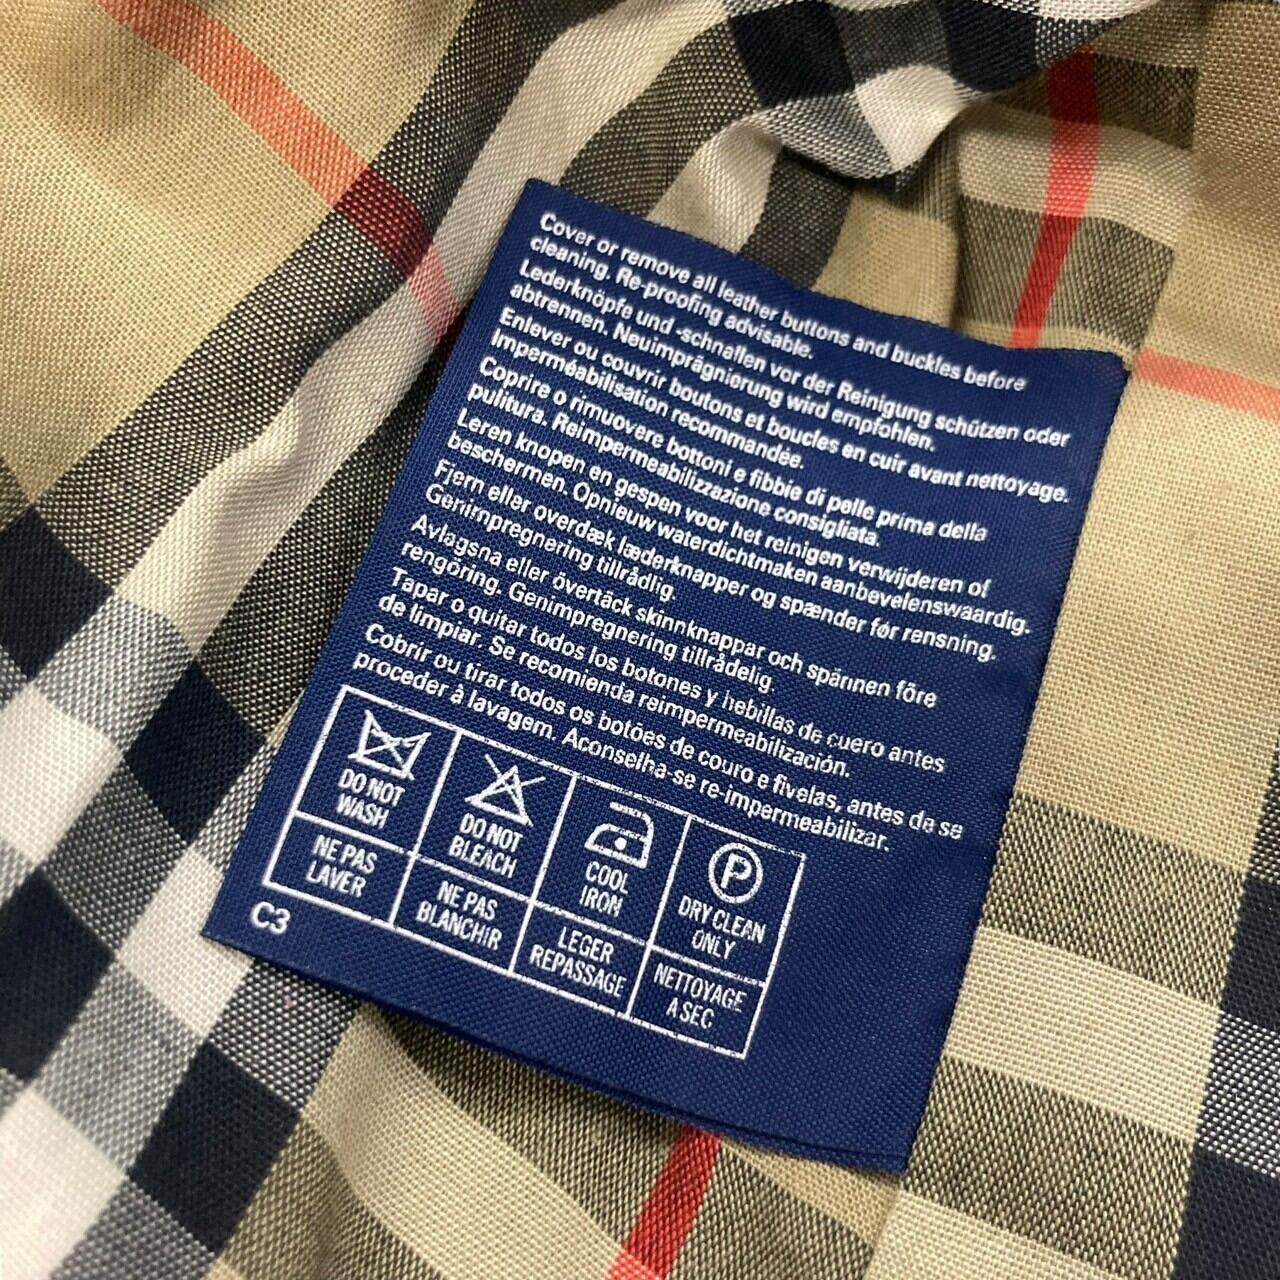 Cover or remove all leather buttons and buckles before
cleaning. Re-proofing advisable.
Lederknöpfe und -schnallen vor der Reinigung schützen oder
abtrennen. Neuimprägnierung wird empfohlen.
Enlever ou couvrir boutons et boucles en cuir avant nettoyage.
Imperméabilisation recommandée.
Coprire o rimuovere bottoni e fibbie di pelle prima della
pulitura. Reimpermeabilizzazione consigliata.
Leren knopen en gespen voor het reinigen verwijderen of
beschermen. Opnieuw waterdichtmaken aanbevelenswaardig.
Fjern eller overdæk læderknapper og spænder før rensning.
Genimpregnering tillrådlig.
Avlagsna eller övertäck skinnknappar och spännen före
rengöring. Genimpregnering tillrådelig.
Tapar o quitar todos los botones y hebillas de cuero antes
de limpiar. Se recomienda reimpermeabilización.
Cobrir ou tirar todos os botões de couro e fivelas, antes de se
proceder à lavagem. Aconselha-se re-impermeabilizar.
DO NOT
WASH
DO NOT
BLEACH
COOL
IRON
P
DRY CLEAN
ONLY
NE PAS
LAVER
NE PAS
BLANCHIR
LEGER
REPASSAGE
NETTOYAGE
A SEC
C3